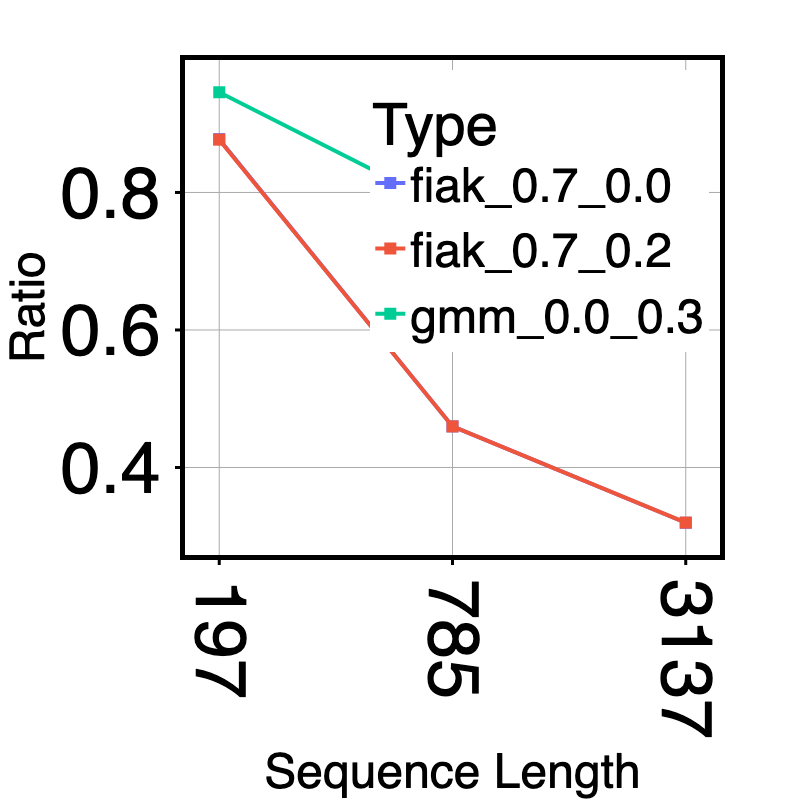 Type
fiak_0.7_0.0
fiak_0.7_0.2
gmm_0.0_0.3
Ratio
0.8
0.6
0.4
197
785
3137
Sequence Length